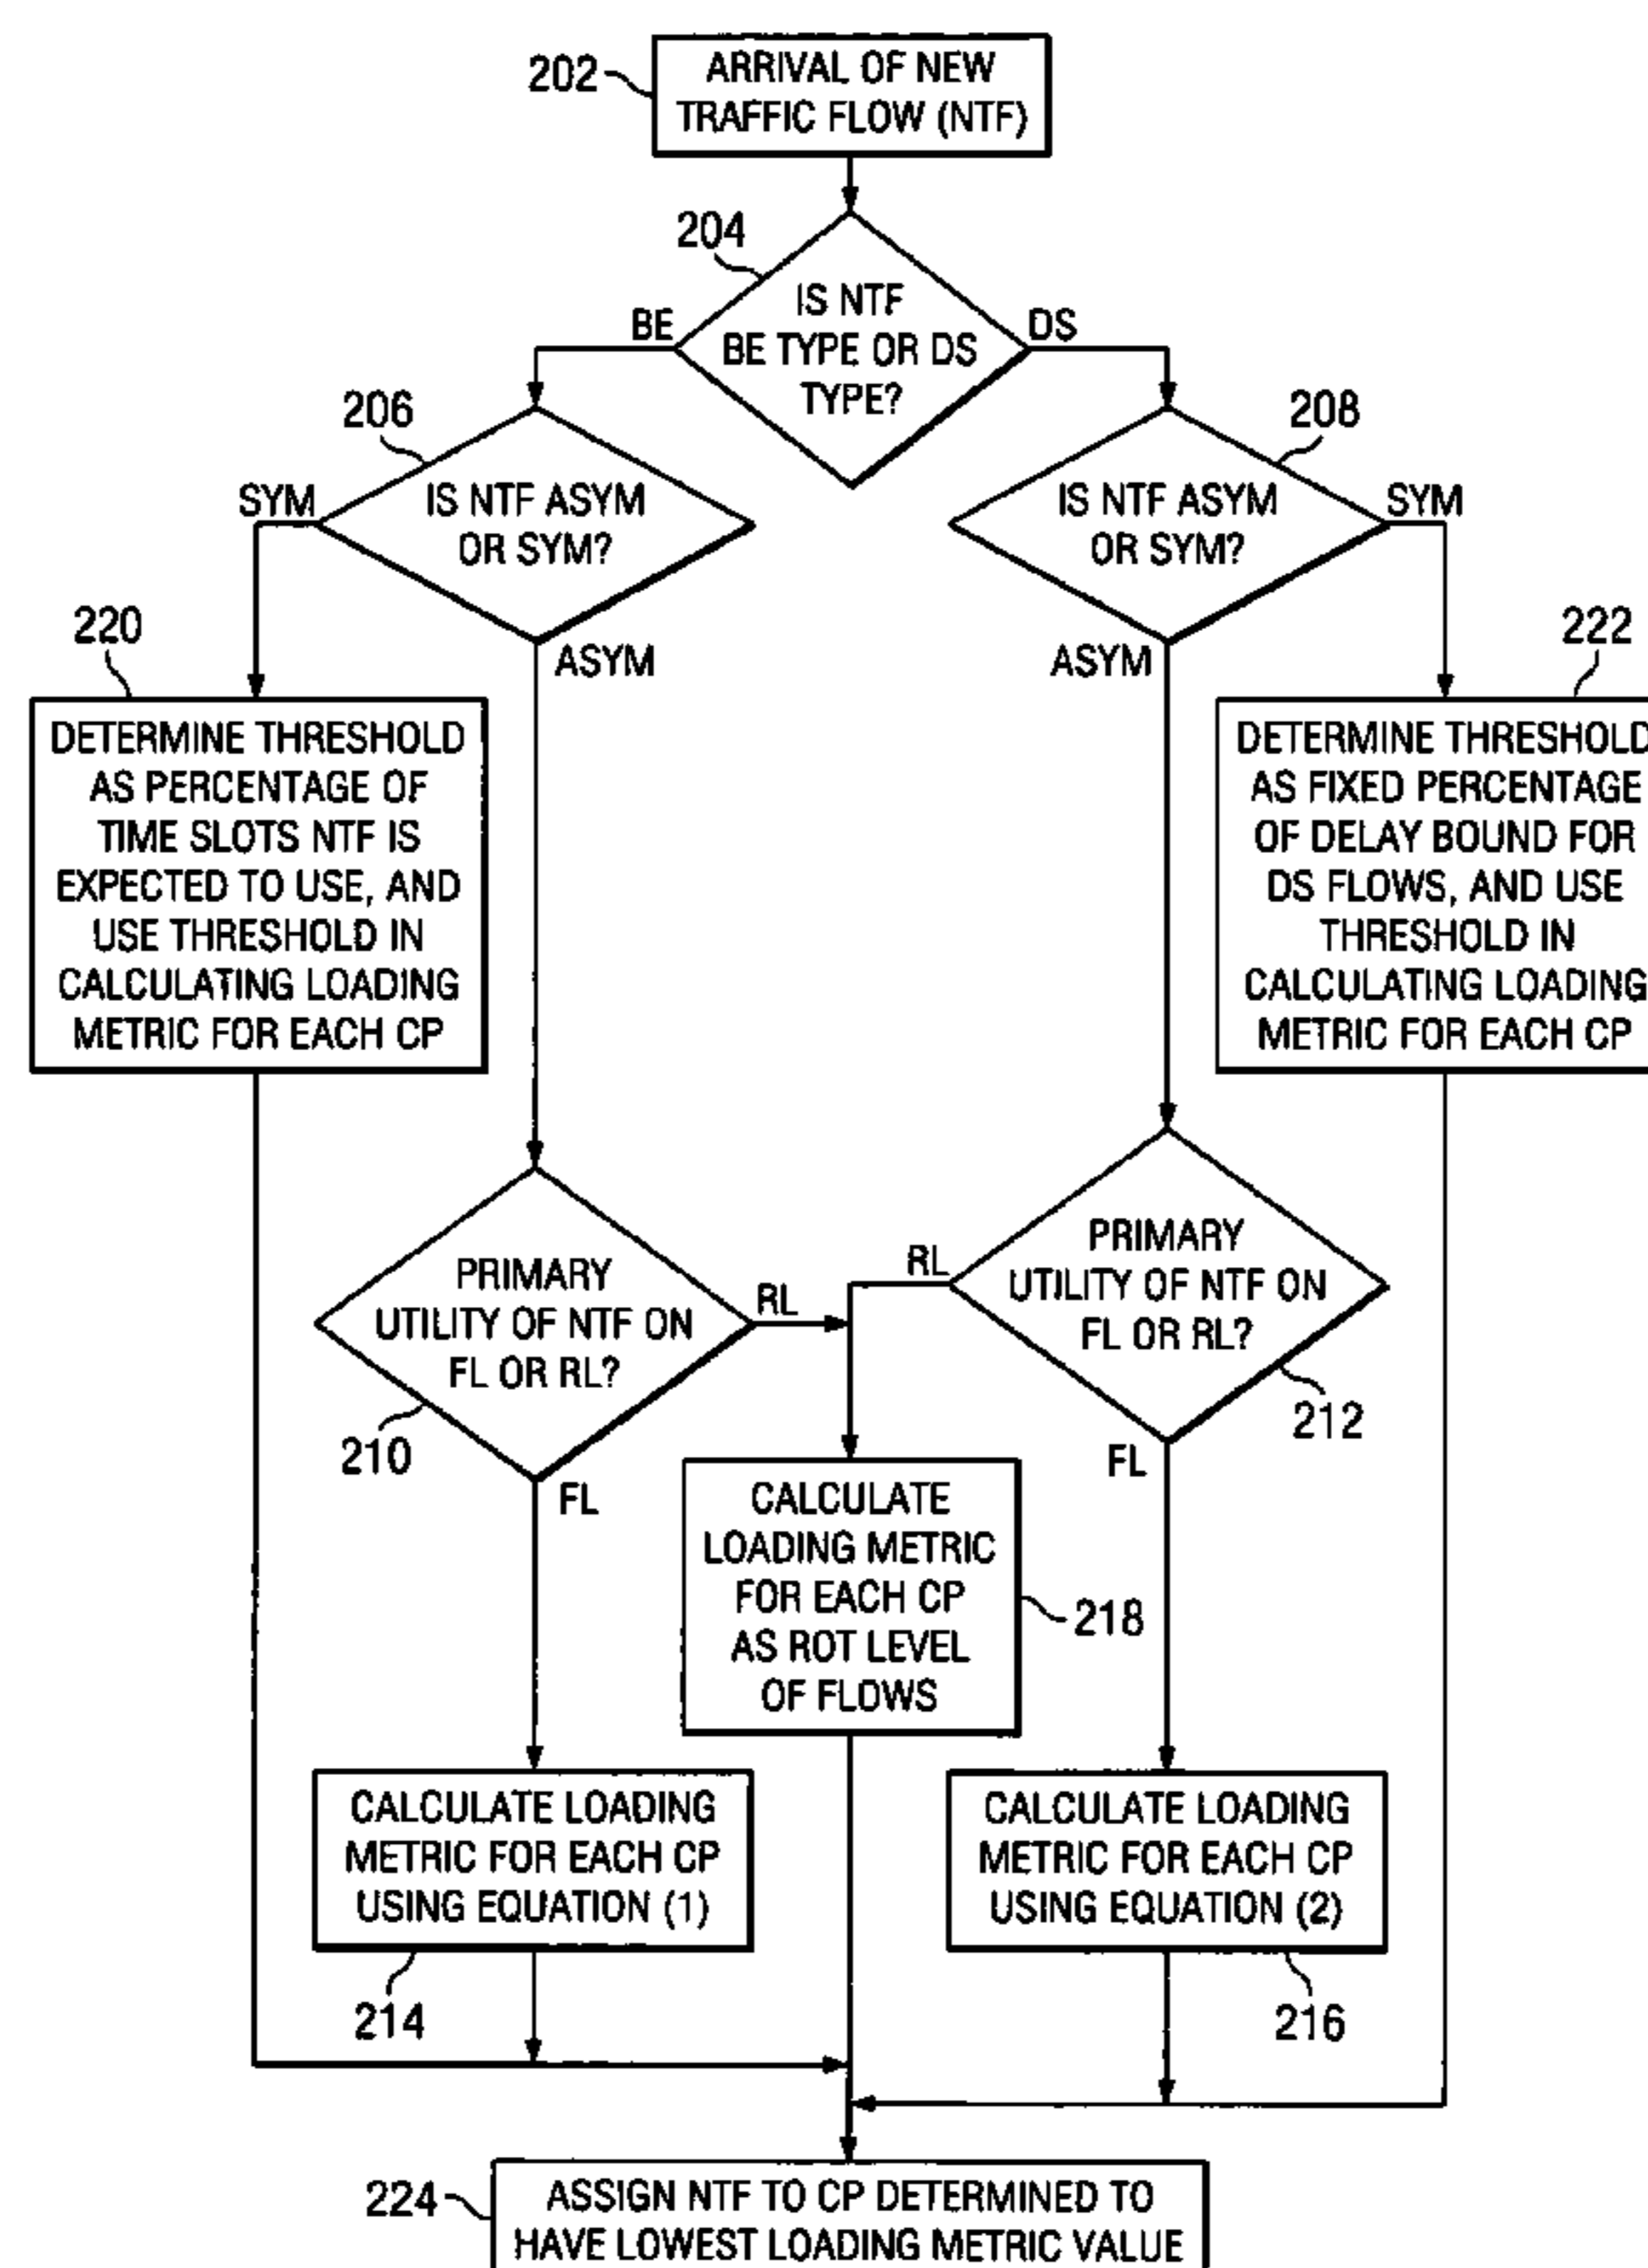 202
ARRIVAL OF NEW
TRAFFIC FLOW (NTF)
204
IS NTF
BE TYPE OR DS
TYPE?
BE
DS
206
IS NTF ASYM
OR SYM?
SYM
ASYM
208
IS NTF ASYM
OR SYM?
SYM
ASYM
220
DETERMINE THRESHOLD
AS PERCENTAGE OF
TIME SLOTS NTF IS
EXPECTED TO USE, AND
USE THRESHOLD IN
CALCULATING LOADING
METRIC FOR EACH CP
222
DETERMINE THRESHOLD
AS FIXED PERCENTAGE
OF DELAY BOUND FOR
DS FLOWS, AND USE
THRESHOLD IN
CALCULATING LOADING
METRIC FOR EACH CP
PRIMARY
UTILITY OF NTF ON
FL OR RL?
RL
210
FL
PRIMARY
UTILITY OF NTF ON
FL OR RL?
RL
212
FL
CALCULATE
LOADING METRIC
FOR EACH CP
AS ROT LEVEL
OF FLOWS
218
CALCULATE LOADING
METRIC FOR EACH CP
USING EQUATION (1)
214
CALCULATE LOADING
METRIC FOR EACH CP
USING EQUATION (2)
216
224
ASSIGN NTF TO CP DETERMINED TO
HAVE LOWEST LOADING METRIC VALUE